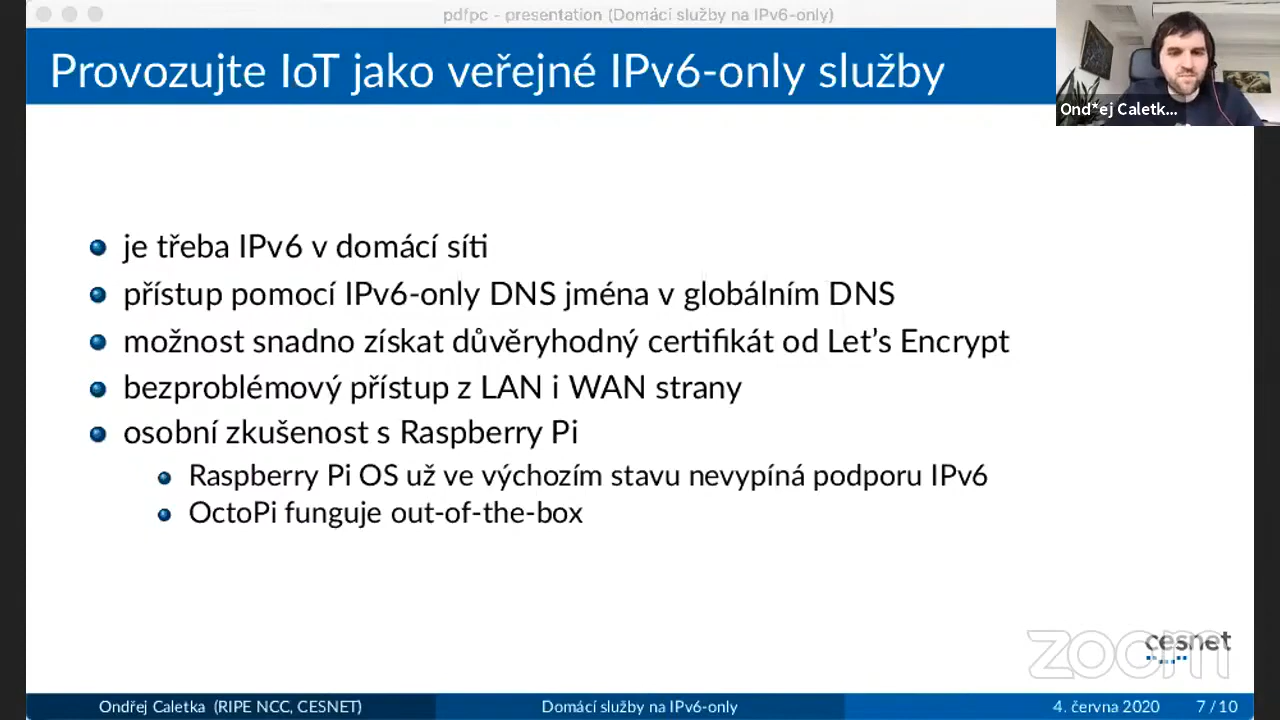 pdfpc - presentation (Domácí služby na IPv6-only)
Provozujte IoT jako veřejné IPv6-only služby
Ond*ej Caletk...
je třeba IPv6 v domácí síti
přístup pomocí IPv6-only DNS jména v globálním DNS
možnost snadno získat důvěryhodný certifikát od Let’s Encrypt
bezproblémový přístup z LAN i WAN strany
osobní zkušenost s Raspberry Pi
Raspberry Pi OS už ve výchozím stavu nevypíná podporu IPv6
OctoPi funguje out-of-the-box
cesnet
zoom
Ondřej Caletka (RIPE NCC, CESNET)
Domácí služby na IPv6-only
4. června 2020
7 / 10